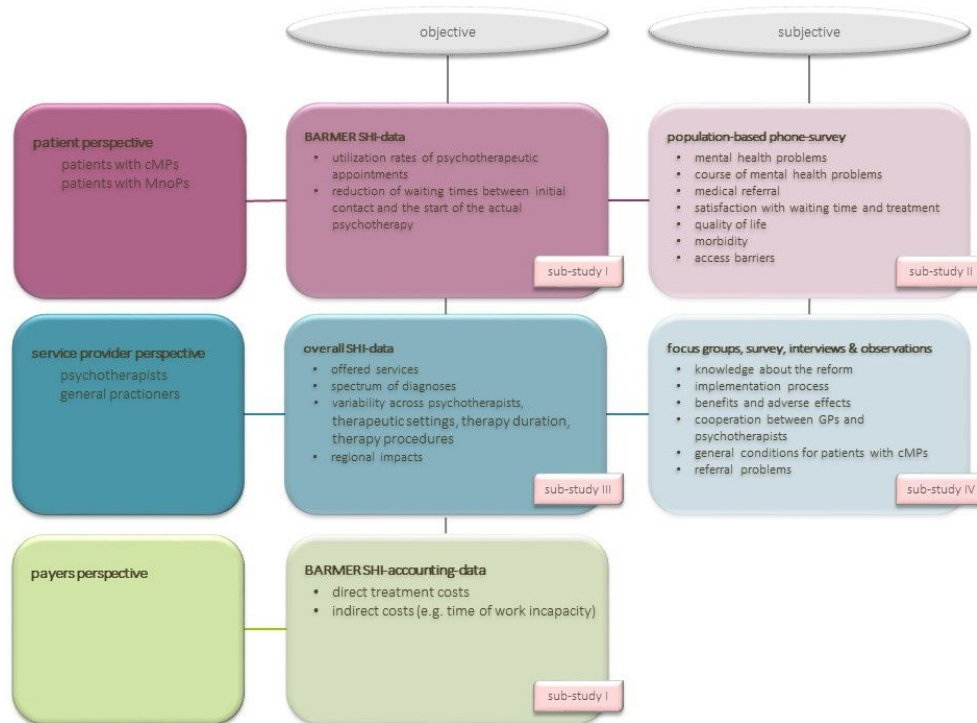 objective
subjective
patient perspective
patients with cMPs
patients with MnoPs
BARMER SHI-data
• utilization rates of psychotherapeutic
appointments
• reduction of waiting times between initial
contact and the start of the actual
psychotherapy
sub-study I
population-based phone-survey
• mental health problems
• course of mental health problems
• medical referral
• satisfaction with waiting time and treatment
• quality of life
• morbidity
• access barriers
sub-study II
service provider perspective
psychotherapists
general practioners
overall SHI-data
• offered services
• spectrum of diagnoses
• variability across psychotherapists,
therapeutic settings, therapy duration,
therapy procedures
• regional impacts
sub-study III
focus groups, survey, interviews & observations
• knowledge about the reform
• implementation process
• benefits and adverse effects
• cooperation between GPs and
psychotherapists
• general conditions for patients with cMPs
• referral problems
sub-study IV
payers perspective
BARMER SHI-accounting-data
• direct treatment costs
• indirect costs (e.g. time of work incapacity)
sub-study I